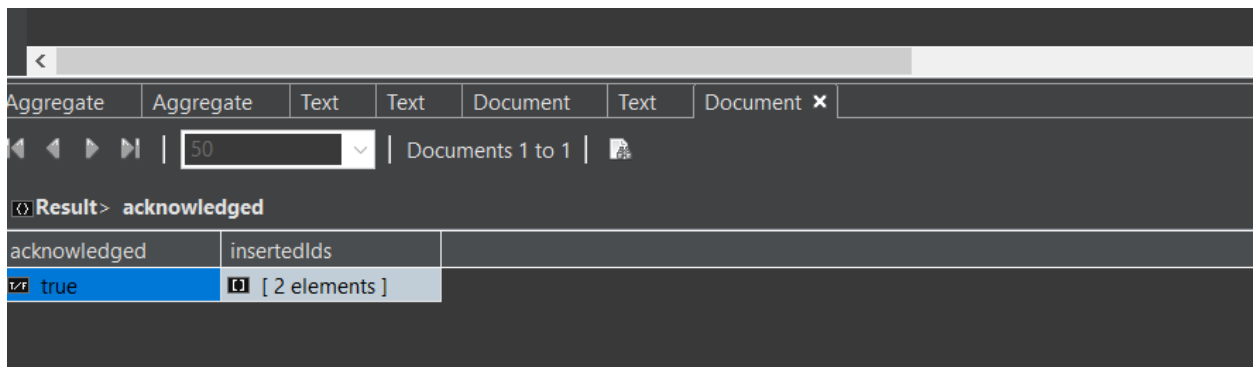 Aggregate Aggregate Text Text Document Text Document
50 Documents 1 to 1
Result> acknowledged
acknowledged insertedIds
T/F true [ 2 elements ]